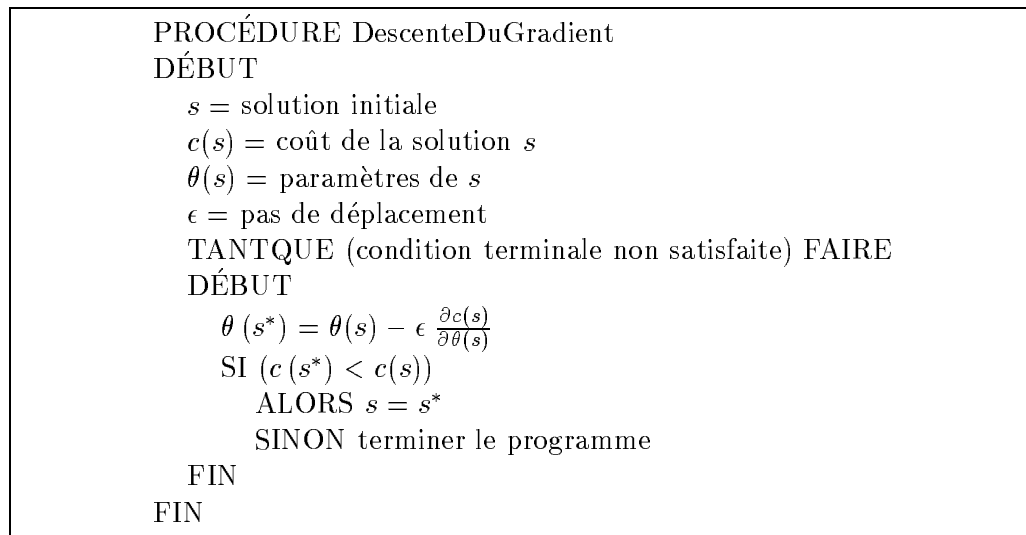 PROCÉDURE DescenteDuGradient
DÉBUT
s = solution initiale
c(s) = coût de la solution s
θ(s) = paramètres de s
ϵ = pas de déplacement
TANTQUE (condition terminale non satisfaite) FAIRE
DÉBUT
θ (s*) = θ(s) − ϵ ∂c(s)/∂θ(s)
SI (c (s*) < c(s))
ALORS s = s*
SINON terminer le programme
FIN
FIN